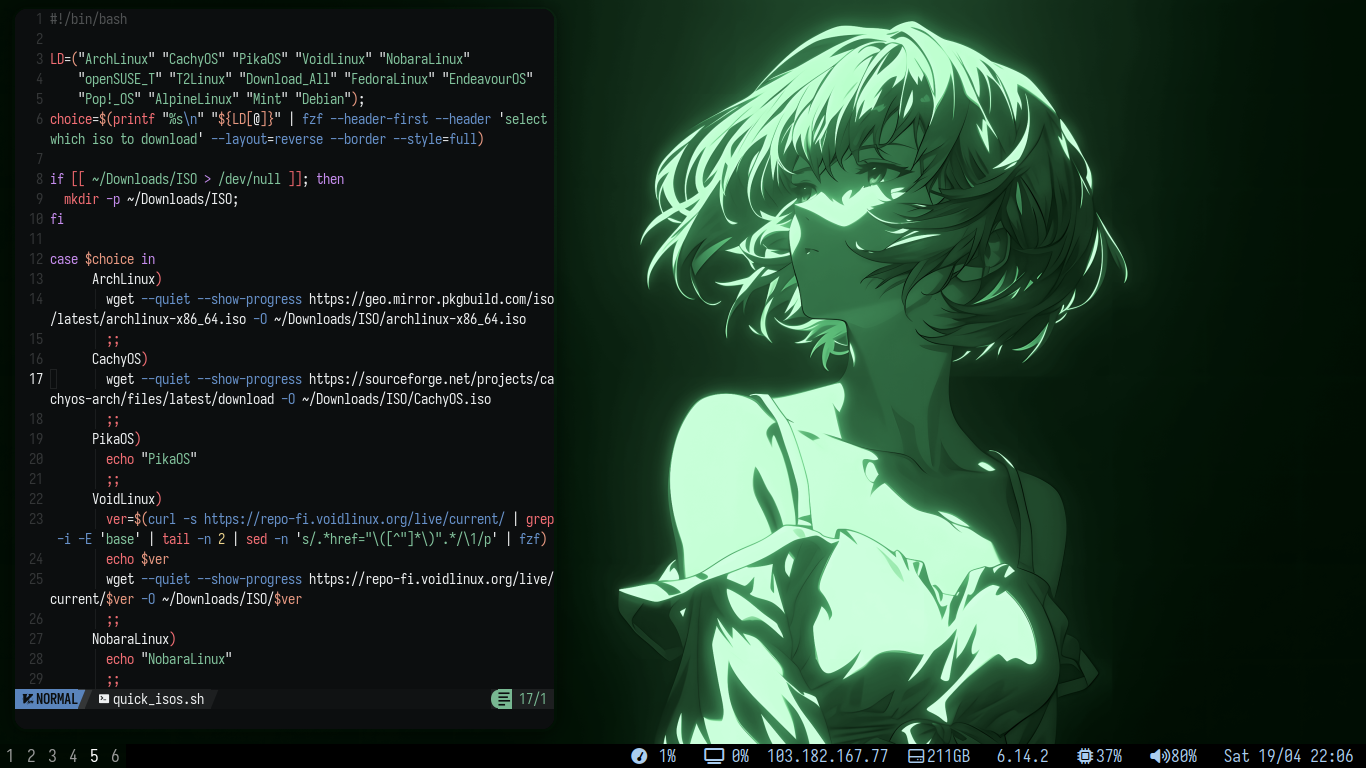 1 #!/bin/bash
2
3 LD=("ArchLinux" "CachyOS" "PikaOS" "VoidLinux" "NobaraLinux"
4 "openSUSE_T" "T2Linux" "Download_All" "FedoraLinux" "EndeavourOS"
5 "Pop!_OS" "AlpineLinux" "Mint" "Debian");
6 choice=$(printf "%s\n" "${LD[@]}" | fzf --header-first --header 'select
which iso to download' --layout=reverse --border --style=full)
7
8 if [[ ~/Downloads/ISO > /dev/null ]]; then
9 mkdir -p ~/Downloads/ISO;
10 fi
11
12 case $choice in
13 ArchLinux)
14 wget --quiet --show-progress https://geo.mirror.pkgbuild.com/iso
/latest/archlinux-x86_64.iso -O ~/Downloads/ISO/archlinux-x86_64.iso
15 ;;
16 CachyOS)
17 wget --quiet --show-progress https://sourceforge.net/projects/ca
chyos-arch/files/latest/download -O ~/Downloads/ISO/CachyOS.iso
18 ;;
19 PikaOS)
20 echo "PikaOS"
21 ;;
22 VoidLinux)
23 ver=$(curl -s https://repo-fi.voidlinux.org/live/current/ | grep
-i -E 'base' | tail -n 2 | sed -n 's/.*href="\([^"]*\)".*/\1/p' | fzf)
24 echo $ver
25 wget --quiet --show-progress https://repo-fi.voidlinux.org/live/
current/$ver -O ~/Downloads/ISO/$ver
26 ;;
27 NobaraLinux)
28 echo "NobaraLinux"
29 ;;
NORMAL quick_isos.sh 17/1
1 2 3 4 5 6 1% 0% 103.182.167.77 211GB 6.14.2 37% 80% Sat 19/04 22:06